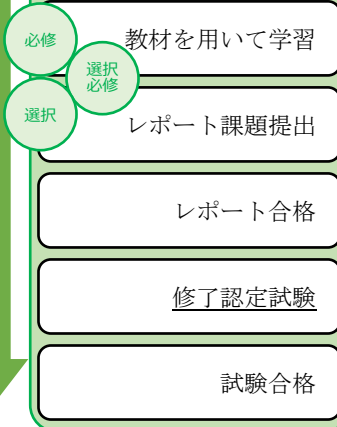 必修
選択
必修
選択
教材を用いて学習
レポート課題提出
レポート合格
修了認定試験
試験合格